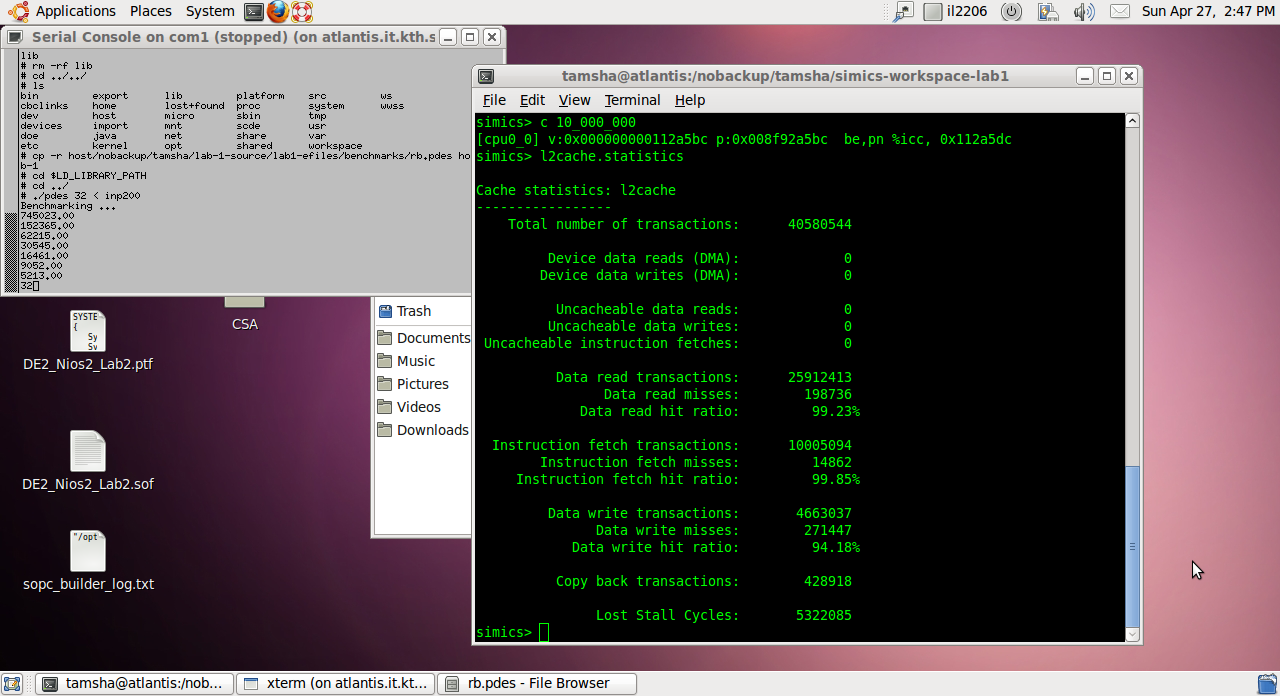 Applications Places System il2206 Sun Apr 27, 2:47 PM
Serial Console on com1 (stopped) (on atlantis.it.kth.s
lib
# rm -rf lib
# cd ../../
# ls
bin export lib platform src ws
cbclinks home lost+found proc system wwss
dev host micro sbin tmp
devices import mnt scde usr
doe java net share var
etc kernel opt shared workspace
# cp -r host/nobackup/tamsha/lab-1-source/lab1-efiles/benchmarks/rb.pdes ho
b-1
# cd $LD_LIBRARY_PATH
# cd ../
# ./pdes 32 < inp200
Benchmarking ...
745023.00
152365.00
62215.00
30545.00
16461.00
9052.00
5213.00
32
CSA
SYSTE
{
Sy
Sv
DE2_Nios2_Lab2.ptf
DE2_Nios2_Lab2.sof
"/opt
sopc_builder_log.txt
Trash
Documents
Music
Pictures
Videos
Downloads
tamsha@atlantis:/nobackup/tamsha/simics-workspace-lab1
File Edit View Terminal Help
simics> c 10_000_000
[cpu0_0] v:0x000000000112a5bc p:0x008f92a5bc be,pn %icc, 0x112a5dc
simics> l2cache.statistics
Cache statistics: l2cache
-----------------
Total number of transactions: 40580544
Device data reads (DMA): 0
Device data writes (DMA): 0
Uncacheable data reads: 0
Uncacheable data writes: 0
Uncacheable instruction fetches: 0
Data read transactions: 25912413
Data read misses: 198736
Data read hit ratio: 99.23%
Instruction fetch transactions: 10005094
Instruction fetch misses: 14862
Instruction fetch hit ratio: 99.85%
Data write transactions: 4663037
Data write misses: 271447
Data write hit ratio: 94.18%
Copy back transactions: 428918
Lost Stall Cycles: 5322085
simics>
tamsha@atlantis:/nob... xterm (on atlantis.it.kt... rb.pdes - File Browser